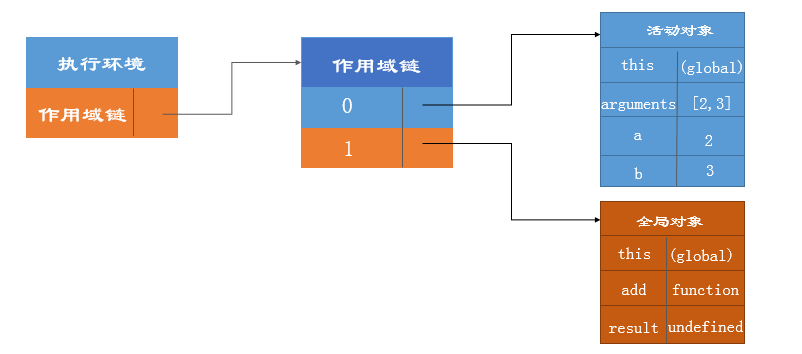 执行环境
作用域链
作用域链
0
1
活动对象
this (global)
arguments [2,3]
a 2
b 3
全局对象
this (global)
add function
result undefined